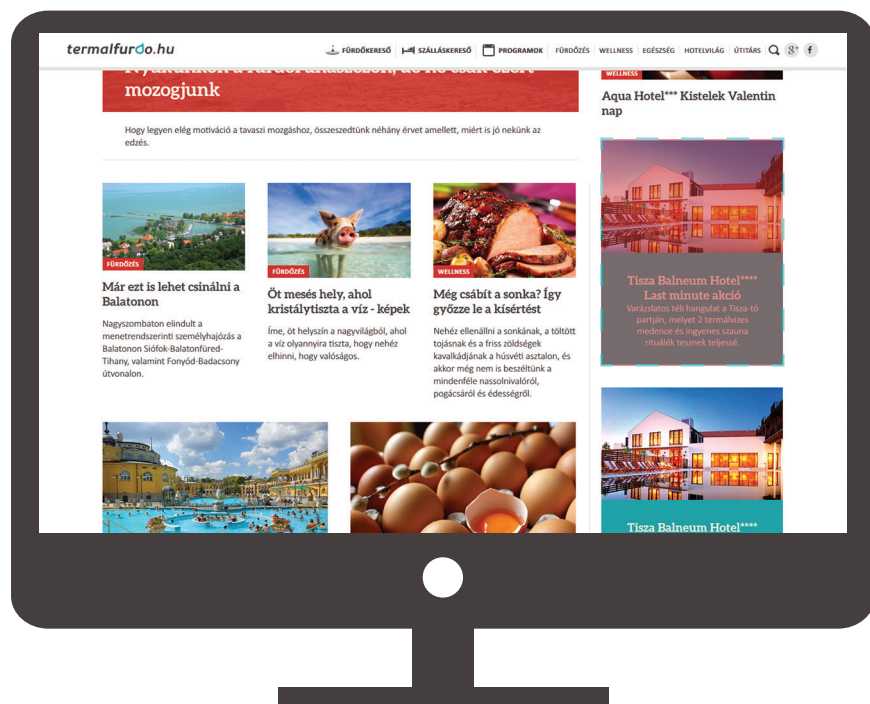 termalfürdo.hu
FÜRDŐKERESŐ SZÁLLÁSKERESŐ PROGRAMOK FÜRDŐZÉS WELLNESS EGÉSZSÉG HOTELVILÁG ÚTITÁRS g+ f
mozogjunk
Hogy legyen elég motiváció a tavaszi mozgáshoz, összeszedtünk néhány érvet amellett, miért is jó nekünk az
edzés.
WELLNESS
Aqua Hotel*** Kistelek Valentin
nap
FÜRDŐZÉS
Már ezt is lehet csinálni a
Balatonon
Nagyszombaton elindult a
menetrendszerinti személyhajózás a
Balatonon Siófok-Balatonfüred-
Tihany, valamint Fonyód-Badacsony
útvonalon.
FÜRDŐZÉS
Öt mesés hely, ahol
kristálytiszta a víz - képek
Íme, öt helyszín a nagyvilágból, ahol
a víz olyannyira tiszta, hogy nehéz
elhinni, hogy valóságos.
WELLNESS
Még csábít a sonka? Így
győzze le a kísértést
Nehéz ellenállni a sonkának, a töltött
tojásnak és a friss zöldségek
kavalkádjának a húsvéti asztalon, és
akkor még nem is beszéltünk a
mindenféle nassolnivalóról,
pogácsáról és édességről.
Tisza Balneum Hotel****
Last minute akció
Varázslatos téli hangulat a Tisza-tó
partján, melyet 2 termálvizes
medence és ingyenes szauna
rituálék tesznek teljessé.
Tisza Balneum Hotel****